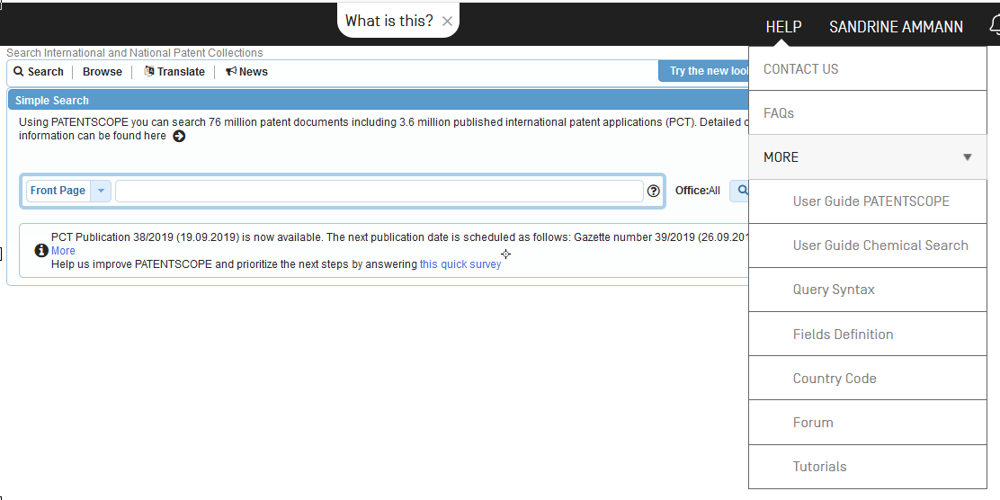 What is this? ×
HELP SANDRINE AMMANN
Search International and National Patent Collections
Search Browse Translate News
Try the new look
Simple Search
Using PATENTSCOPE you can search 76 million patent documents including 3.6 million published international patent applications (PCT). Detailed
information can be found here
Front Page
Office:All
PCT Publication 38/2019 (19.09.2019) is now available. The next publication date is scheduled as follows: Gazette number 39/2019 (26.09.201
More
Help us improve PATENTSCOPE and prioritize the next steps by answering this quick survey
CONTACT US
FAQs
MORE
User Guide PATENTSCOPE
User Guide Chemical Search
Query Syntax
Fields Definition
Country Code
Forum
Tutorials